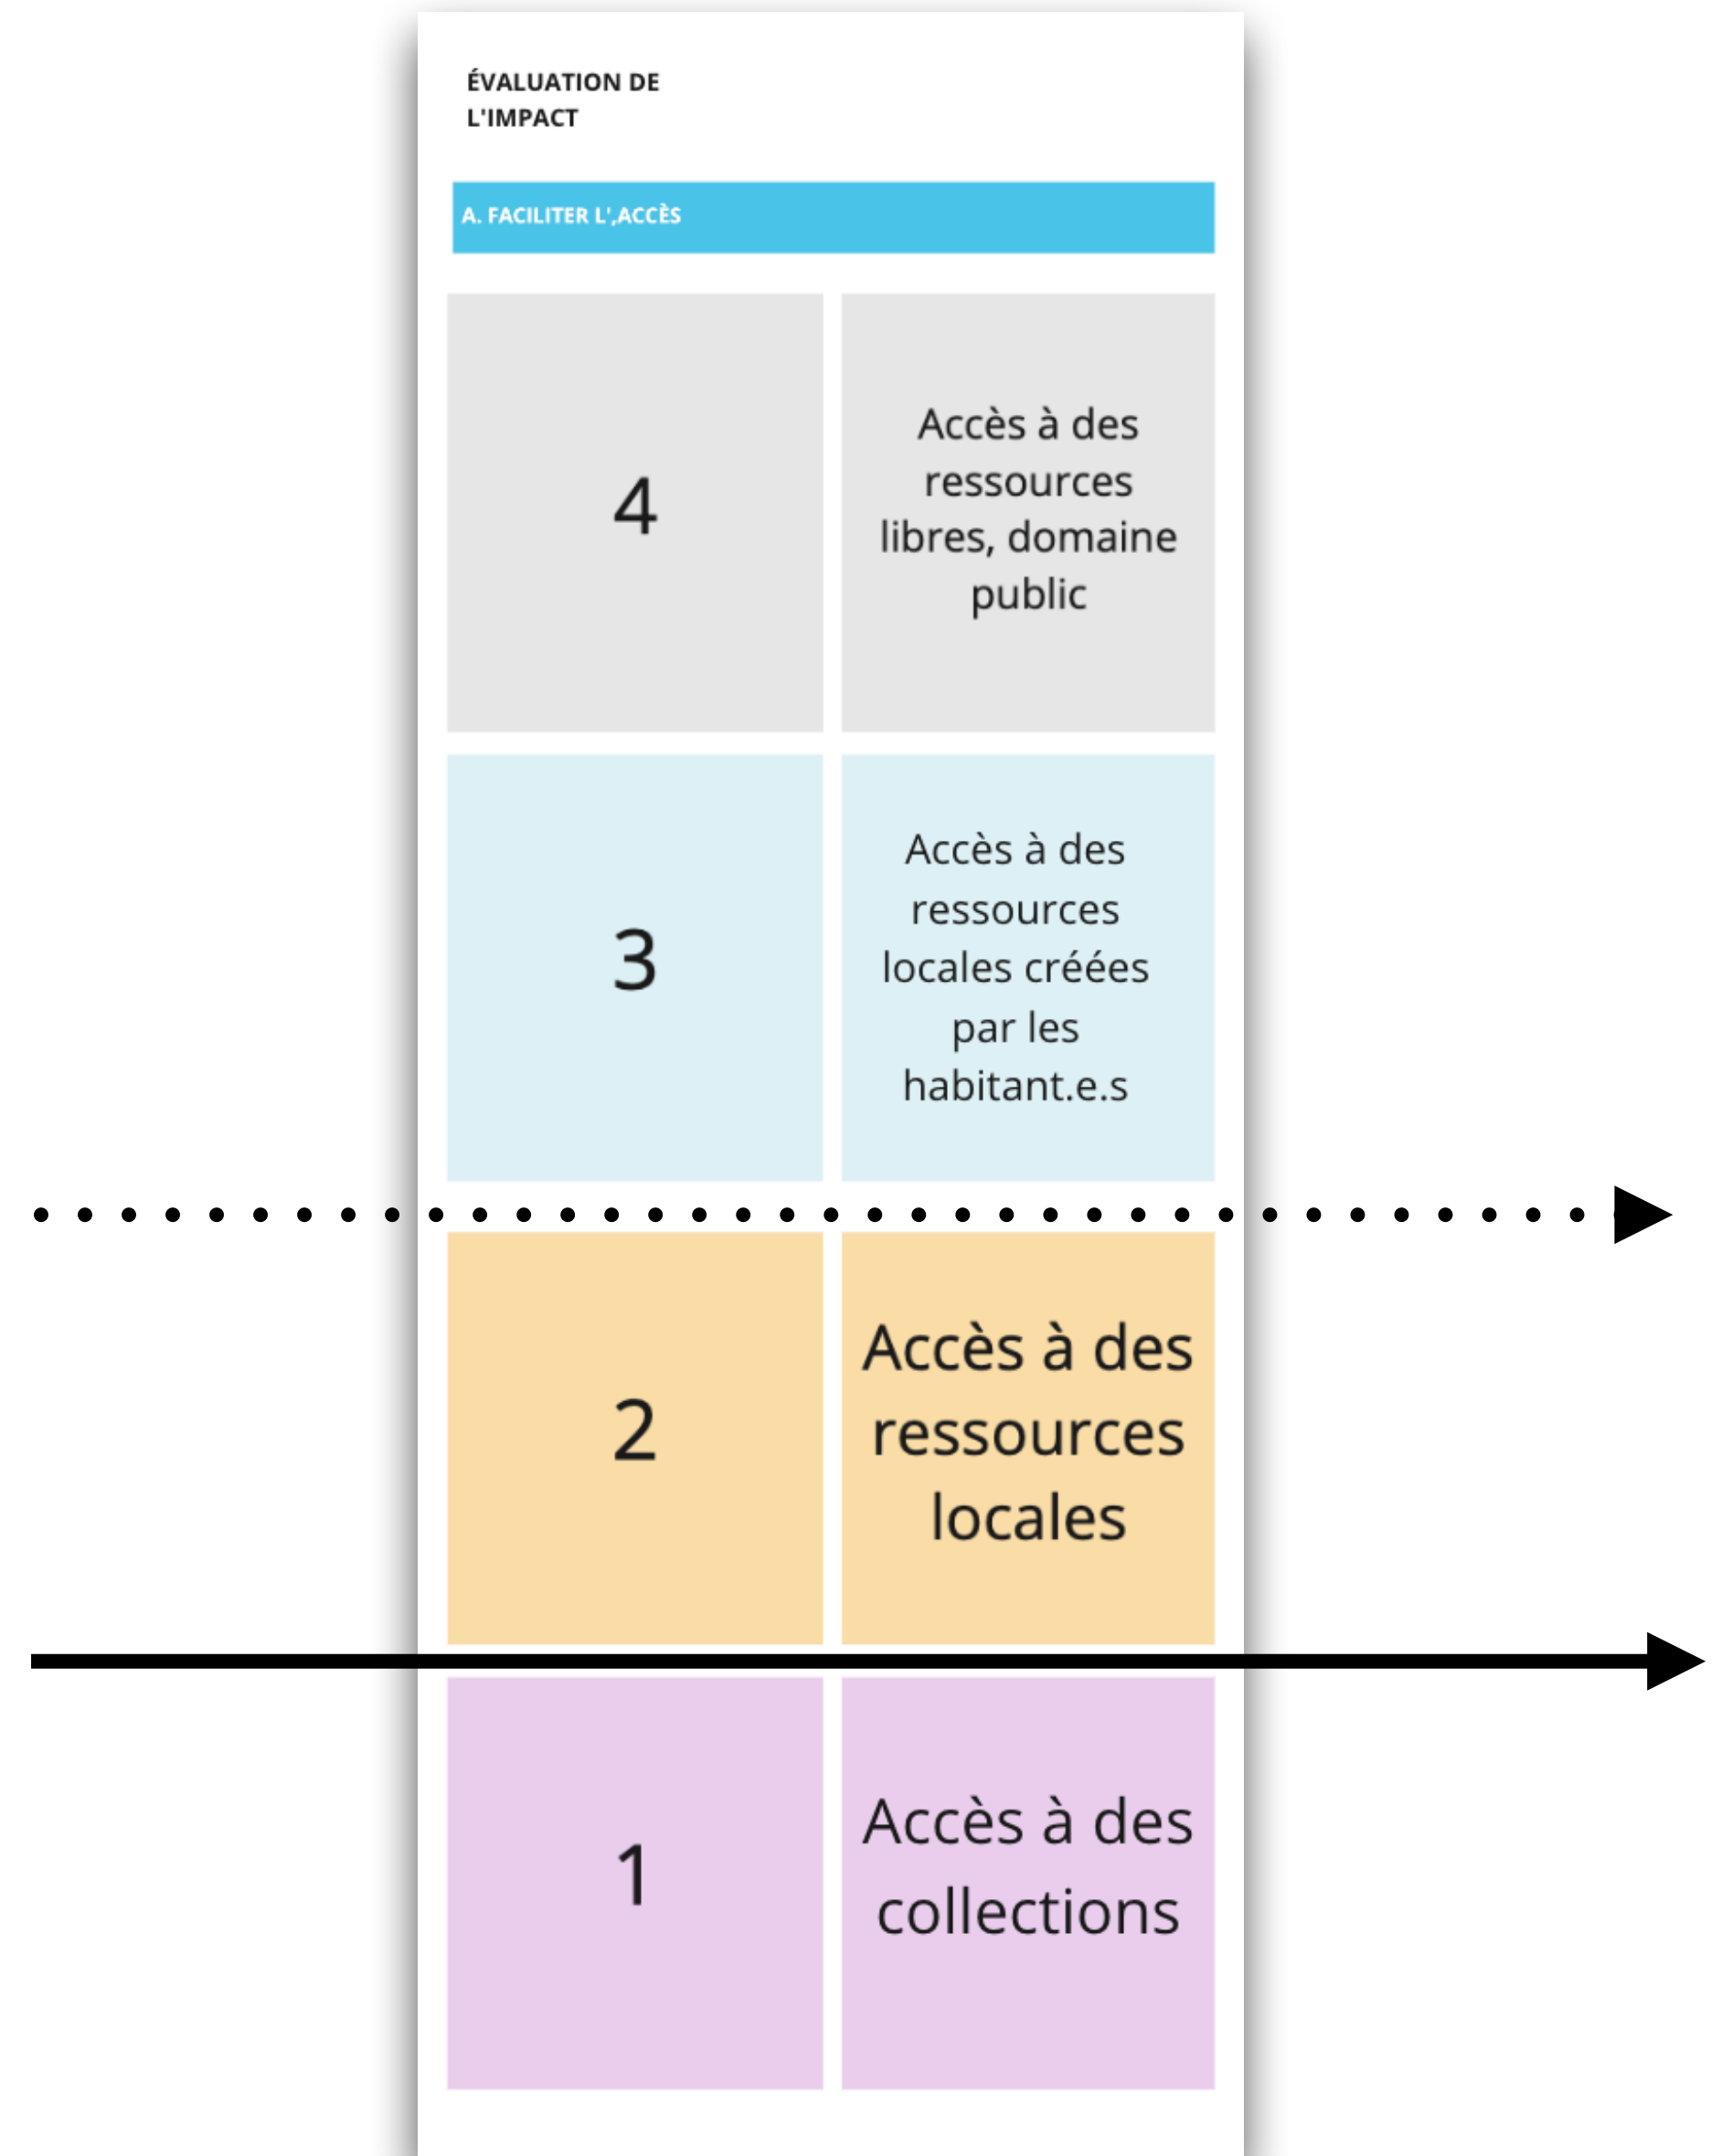 ÉVALUATION DE
L'IMPACT
A. FACILITER L',ACCÈS
4
Accès à des
ressources
libres, domaine
public
3
Accès à des
ressources
locales créées
par les
habitant.e.s
2
Accès à des
ressources
locales
1
Accès à des
collections